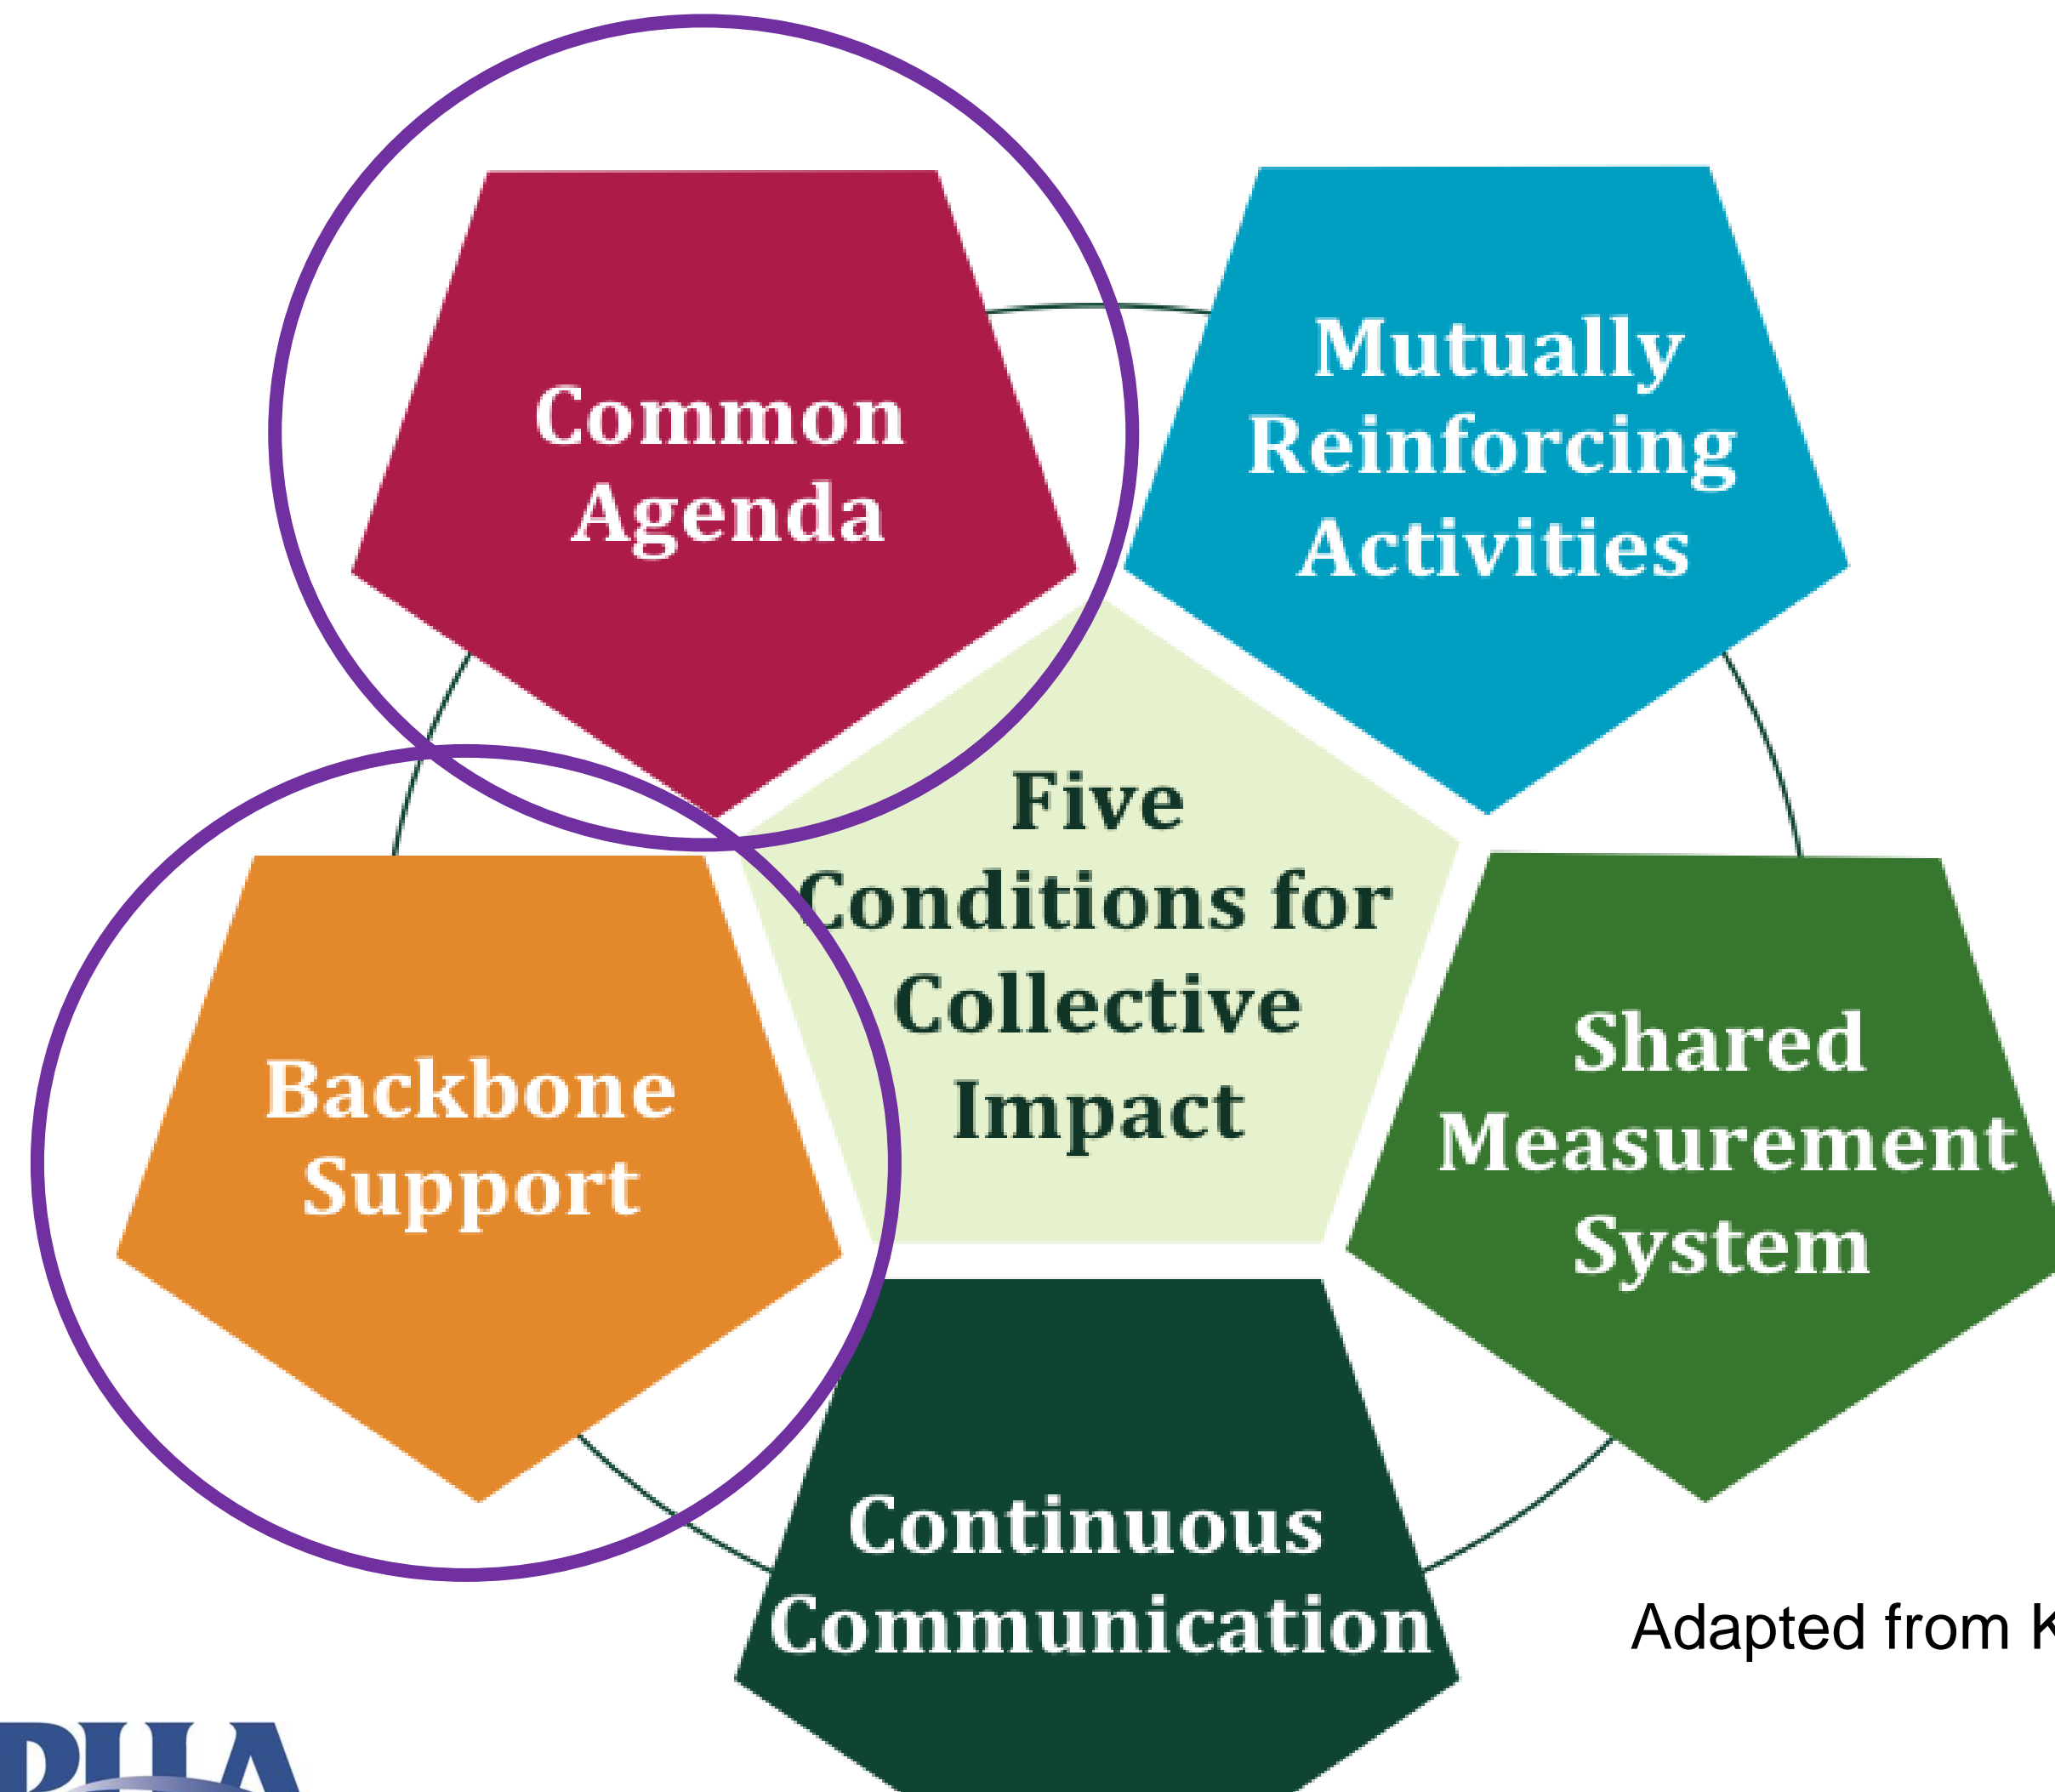 Common
Agenda
Mutually
Reinforcing
Activities
Five
Conditions for
Collective
Impact
Backbone
Support
Shared
Measurement
System
Continuous
Communication
Adapted from